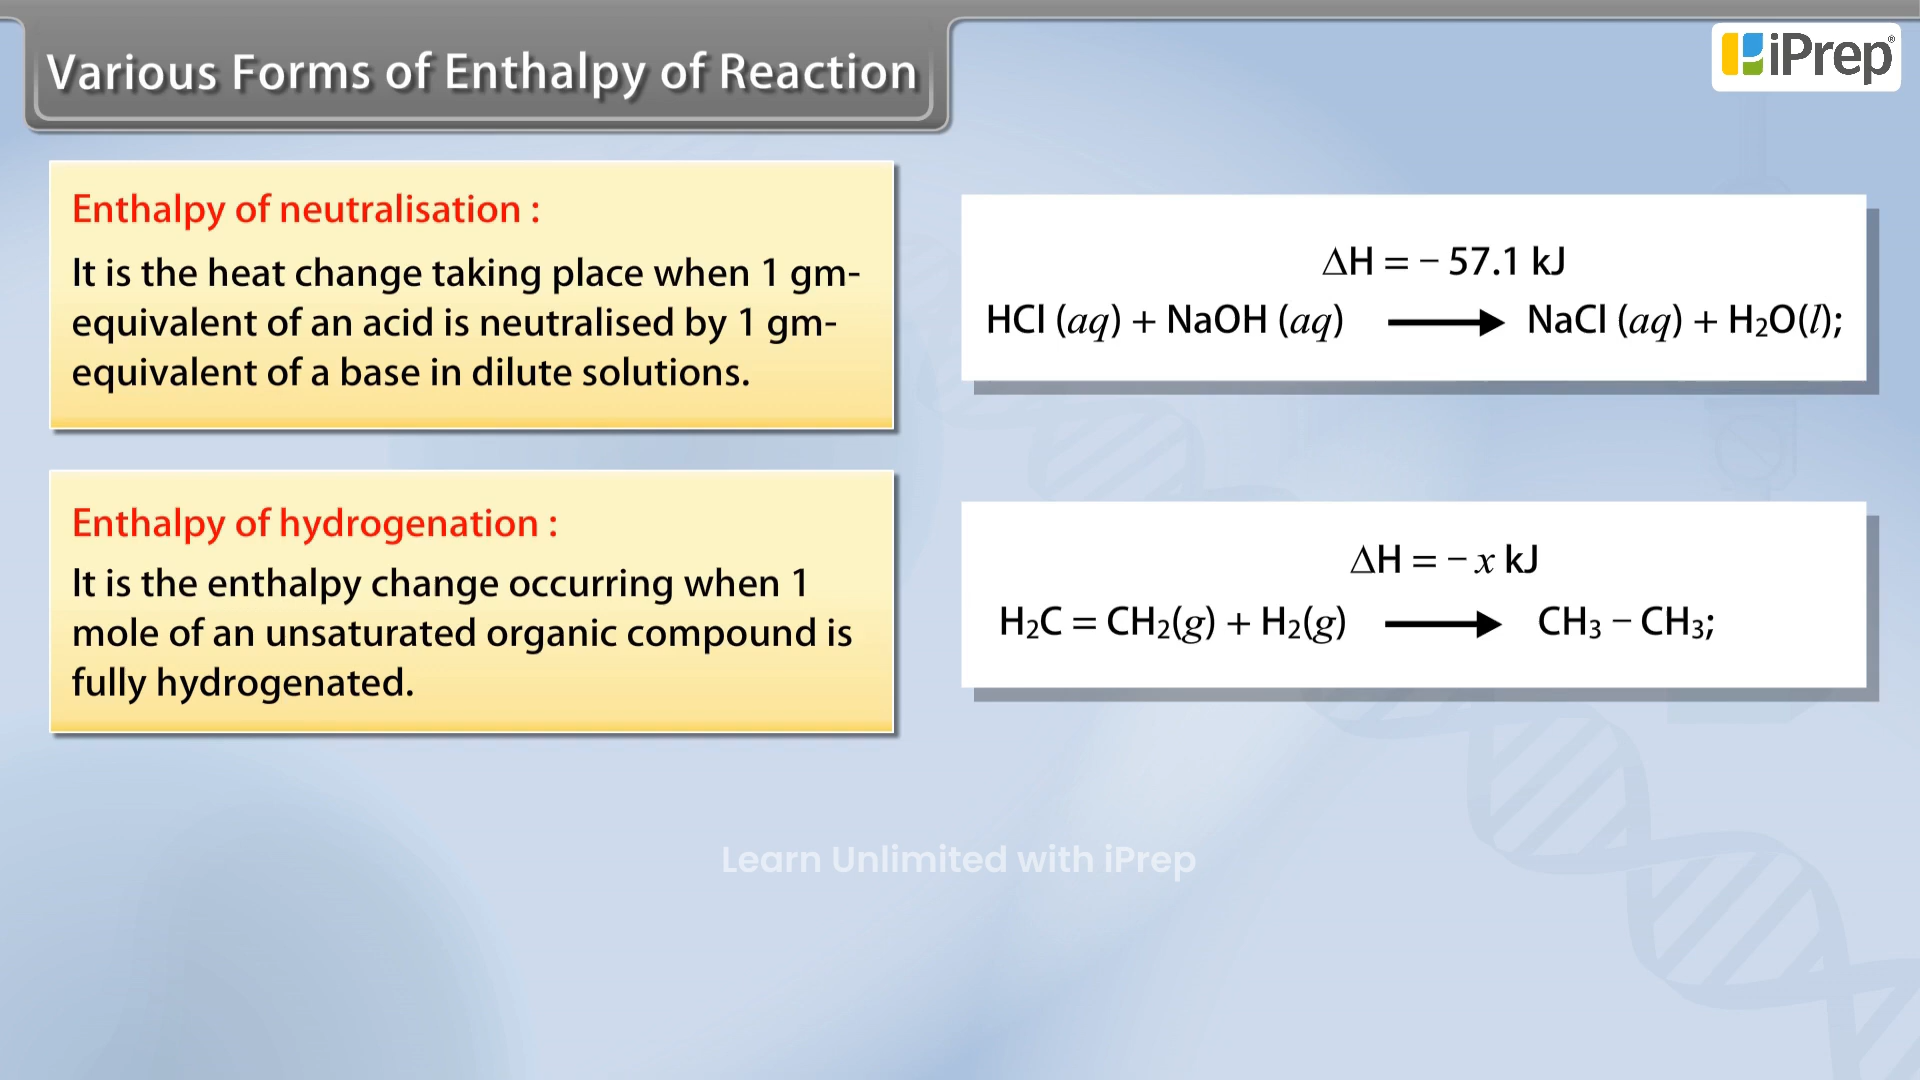 Various Forms of Enthalpy of Reaction
iPrep®
Enthalpy of neutralisation :
It is the heat change taking place when 1 gm-
equivalent of an acid is neutralised by 1 gm-
equivalent of a base in dilute solutions.
ΔH = − 57.1 kJ
HCl (aq) + NaOH (aq) ⟶ NaCl (aq) + H₂O(l);
Enthalpy of hydrogenation :
It is the enthalpy change occurring when 1
mole of an unsaturated organic compound is
fully hydrogenated.
ΔH = − x kJ
H₂C = CH₂(g) + H₂(g) ⟶ CH₃ − CH₃;
Learn Unlimited with iPrep